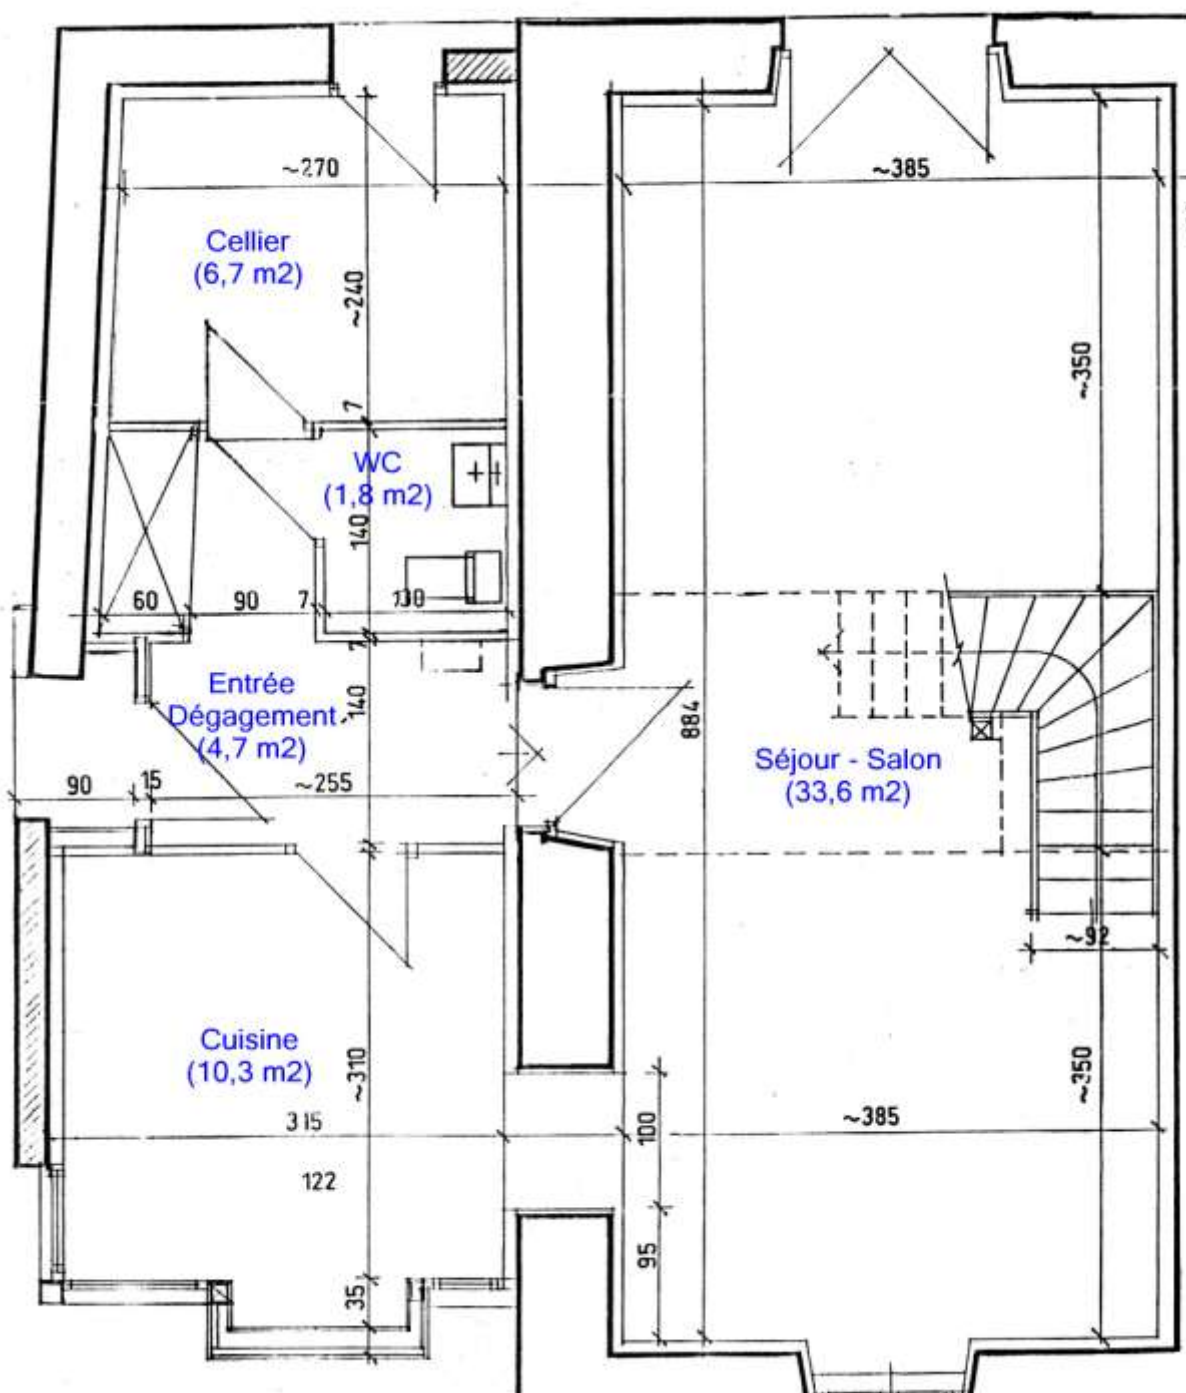 ~270
~385
Cellier
(6,7 m2)
~240
~350
7
WC
(1,8 m2)
140
60
90
7
130
7
Entrée
Dégagement
(4,7 m2)
140
884
Séjour - Salon
(33,6 m2)
90
15
~255
~92
Cuisine
(10,3 m2)
~310
~350
315
100
~385
122
95
35